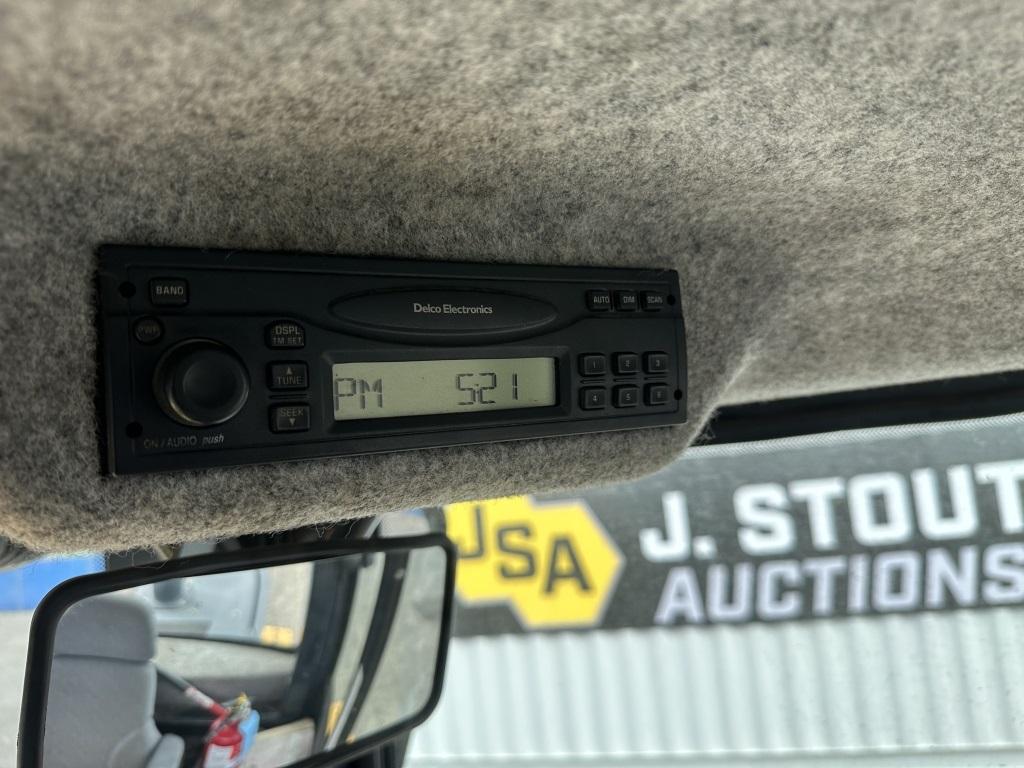 BAND
Delco Electronics
AUTO DIM SCAN
PWR
DSPL
TM SET
▲
TUNE
SEEK
▼
PM 5:21
1 2 3
4 5 6
ON / AUDIO push
JSA
J. STOUT
AUCTIONS